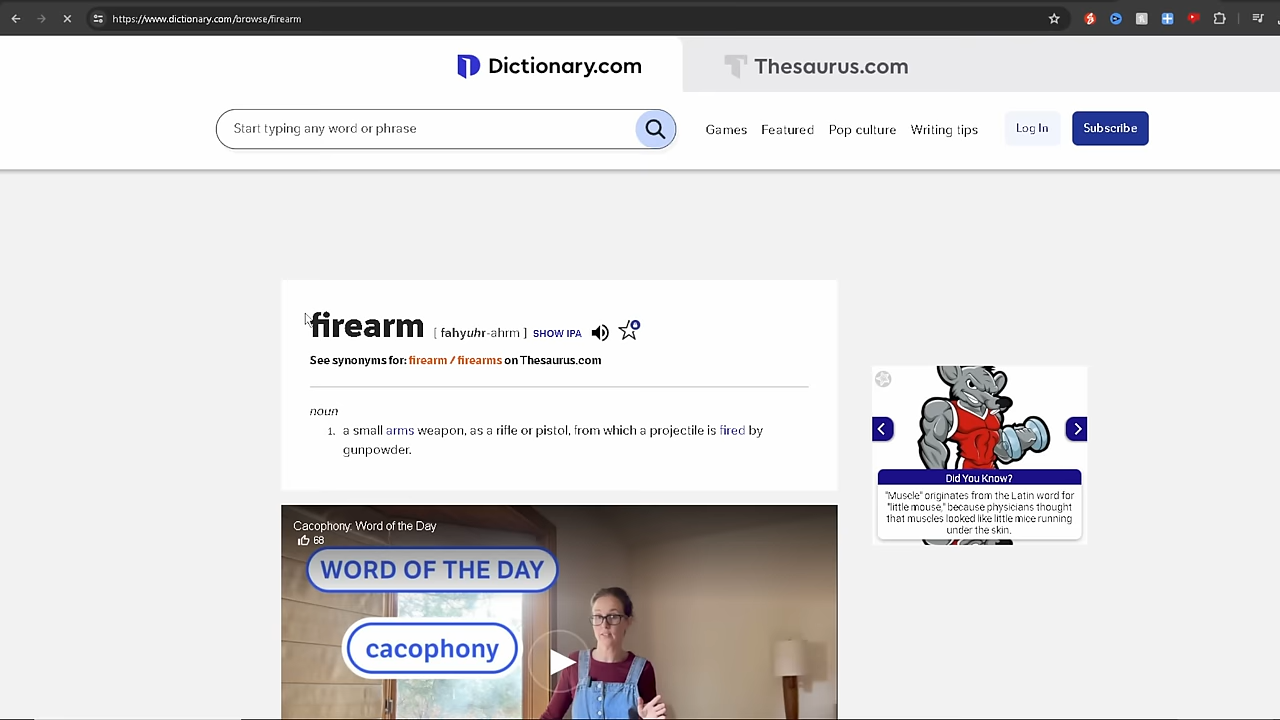 https://www.dictionary.com/browse/firearm
Dictionary.com
Thesaurus.com
Start typing any word or phrase
Games Featured Pop culture Writing tips Log In Subscribe
firearm [ fahyuhr-ahrm ] SHOW IPA
See synonyms for: firearm / firearms on Thesaurus.com
noun
1. a small arms weapon, as a rifle or pistol, from which a projectile is fired by
gunpowder.
Did You Know?
"Muscle" originates from the Latin word for
"little mouse," because physicians thought
that muscles looked like little mice running
under the skin.
Cacophony: Word of the Day
68
WORD OF THE DAY
cacophony